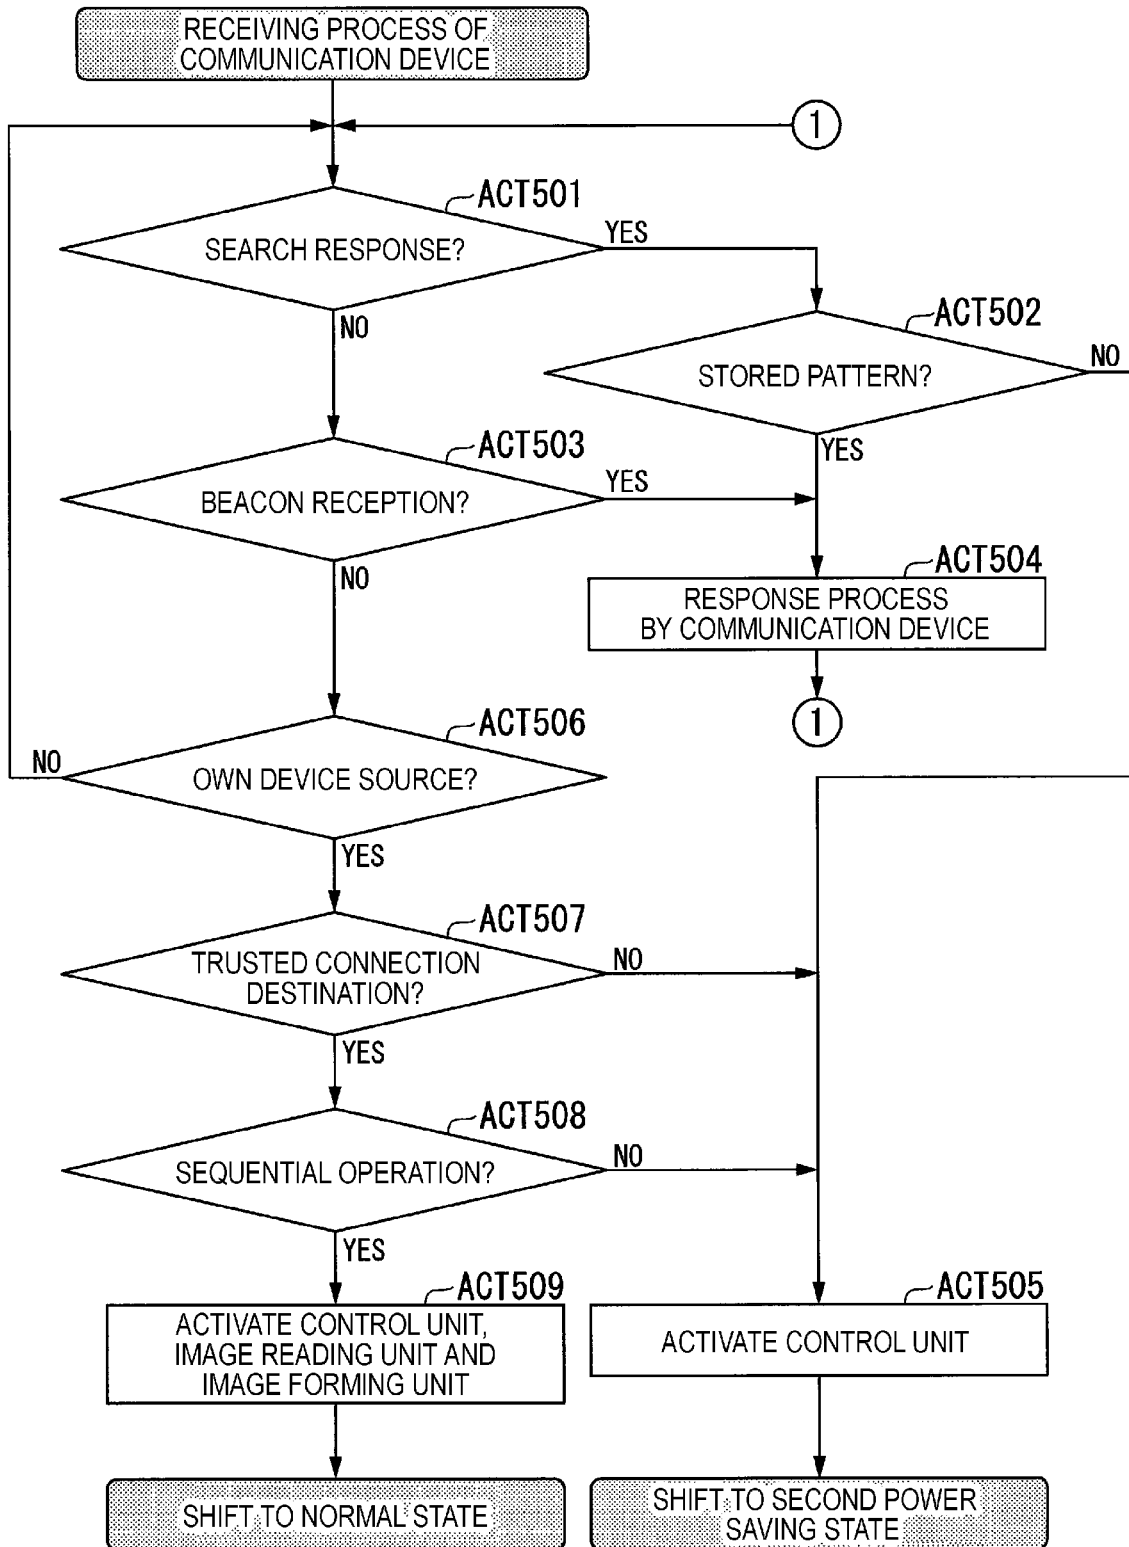 RECEIVING PROCESS OF
COMMUNICATION DEVICE
1
ACT501
SEARCH RESPONSE?
YES
NO
ACT502
STORED PATTERN?
NO
YES
ACT503
BEACON RECEPTION?
YES
NO
ACT504
RESPONSE PROCESS
BY COMMUNICATION DEVICE
1
ACT506
OWN DEVICE SOURCE?
NO
YES
ACT507
TRUSTED CONNECTION
DESTINATION?
NO
YES
ACT508
SEQUENTIAL OPERATION?
NO
YES
ACT509
ACTIVATE CONTROL UNIT,
IMAGE READING UNIT AND
IMAGE FORMING UNIT
ACT505
ACTIVATE CONTROL UNIT
SHIFT TO NORMAL STATE
SHIFT TO SECOND POWER
SAVING STATE